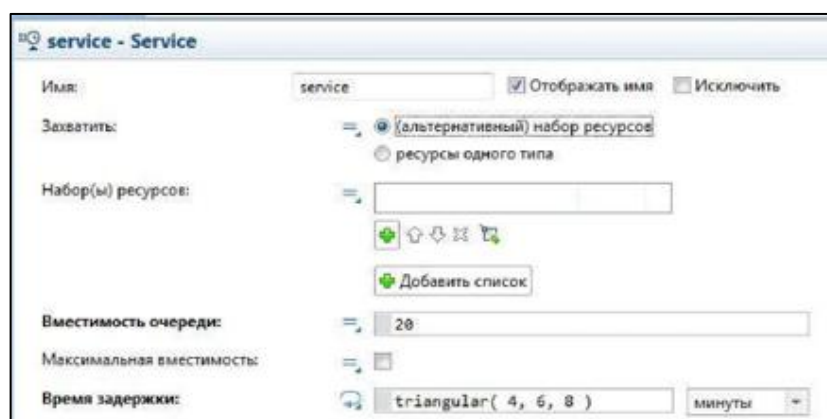 service - Service
Имя: service Отображать имя Исключить
Захватить: (альтернативный) набор ресурсов
ресурсы одного типа
Набор(ы) ресурсов:
Добавить список
Вместимость очереди: 20
Максимальная вместимость:
Время задержки: triangular( 4, 6, 8 ) минуты